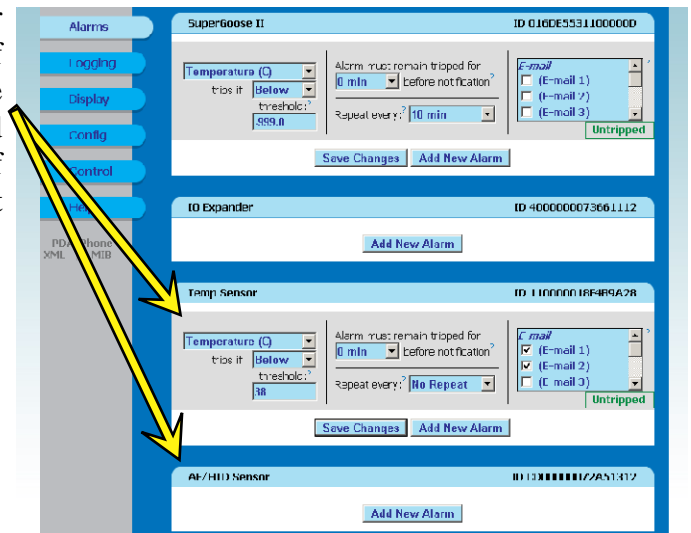 Alarms
Logging
Display
Config
Control
PDA Phone
XML MIB
SuperGoose II ID 016DE5531100000D
Temperature (C)
trips if Below
threshold:?
-999.0
Alarm must remain tripped for
0 min before notification?
Repeat every:? 10 min
E-mail ?
(E-mail 1)
(E-mail 2)
(E-mail 3)
Untripped
Save Changes Add New Alarm
IO Expander ID 4000000073661112
Add New Alarm
Temp Sensor ID
Temperature (C)
trips if Below
threshold:?
38
Alarm must remain tripped for
0 min before notification?
Repeat every:? No Repeat
E-mail ?
(E-mail 1)
(E-mail 2)
(E-mail 3)
Untripped
Save Changes Add New Alarm
Sensor ID
Add New Alarm